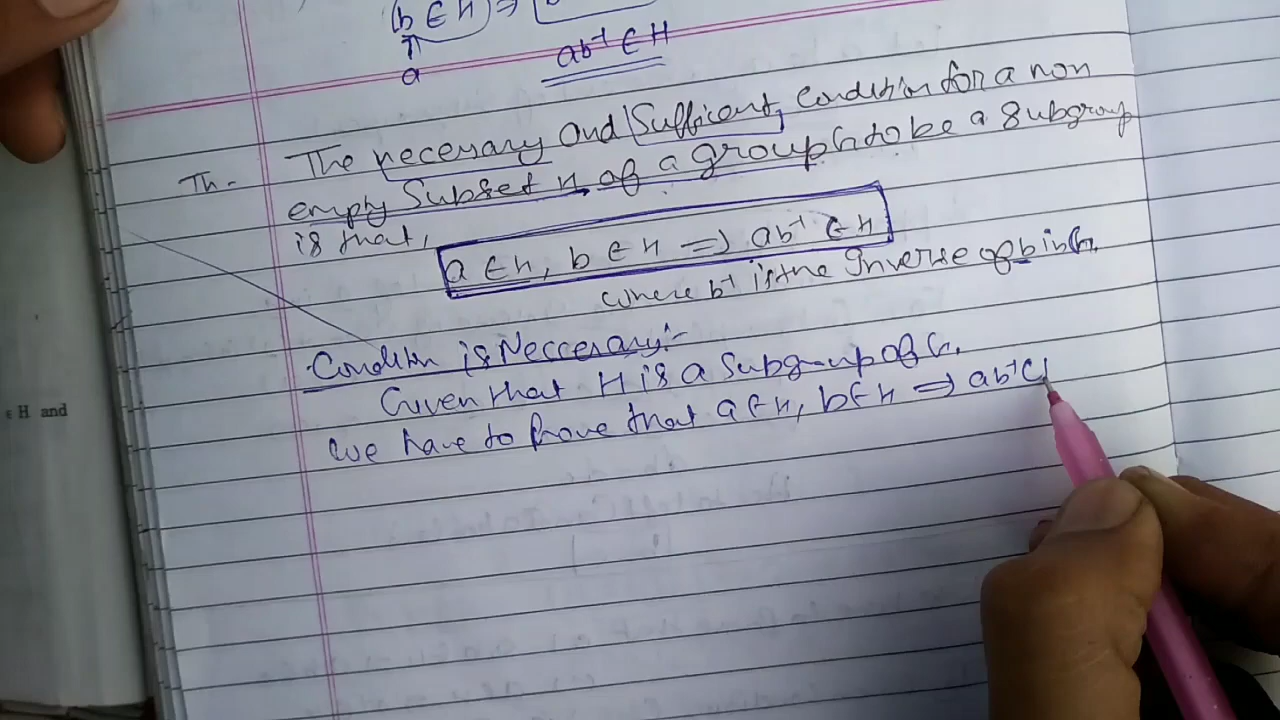 b ∈ H ⇒
a
ab⁻¹ ∈ H
Th. The necessary and Sufficient Condition for a non
empty Subset H of a group G to be a Subgroup
is that,
a ∈ H, b ∈ H ⇒ ab⁻¹ ∈ H
where b⁻¹ is the Inverse of b in G.
Condition is Neccesary:-
Given that H is a Subgroup of G.
We have to Prove that a ∈ H, b ∈ H ⇒ ab⁻¹ ∈
∈ H and